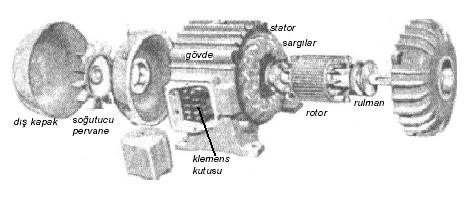 stator
sargılar
gövde
dış kapak
soğutucu
pervane
klemens
kutusu
rotor
rulman